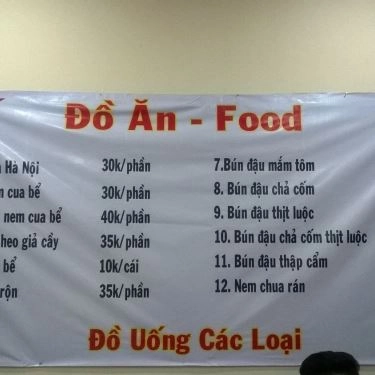 Đồ Ăn - Food
Hà Nội 30k/phần
cua bể 30k/phần
nem cua bể 40k/phần
heo giả cầy 35k/phần
bể 10k/cái
trộn 35k/phần
7.Bún đậu mắm tôm
8. Bún đậu chả cốm
9. Bún đậu thịt luộc
10. Bún đậu chả cốm thịt luộc
11. Bún đậu thập cẩm
12. Nem chua rán
Đồ Uống Các Loại